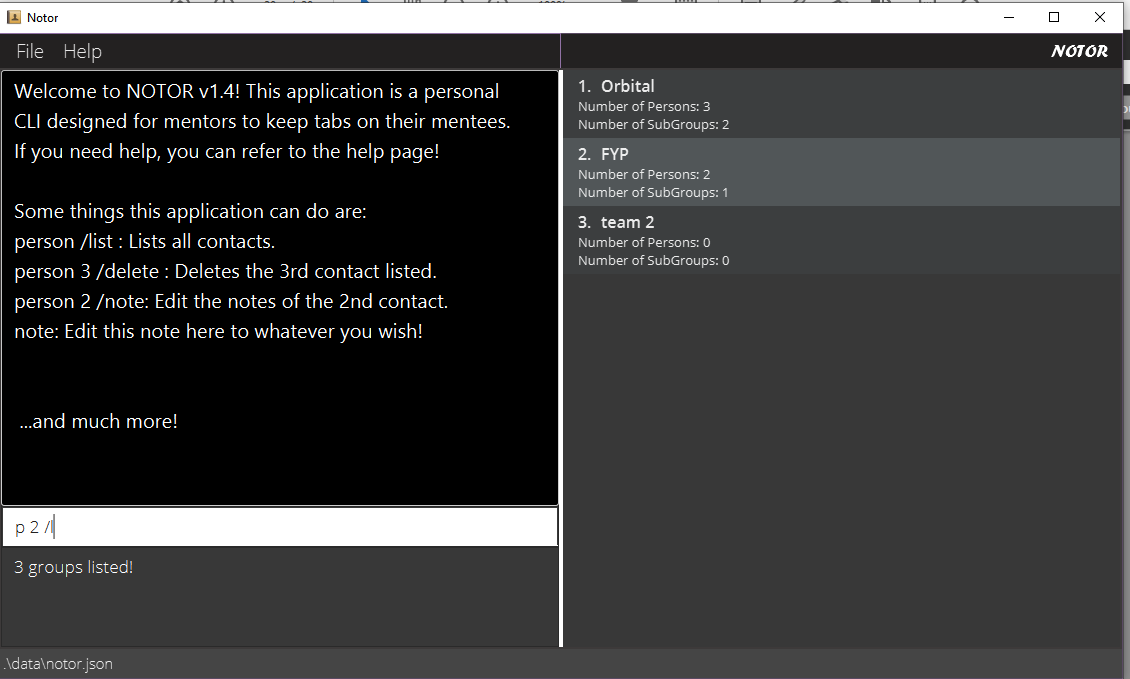 Notor
File Help
NOTOR
Welcome to NOTOR v1.4! This application is a personal
CLI designed for mentors to keep tabs on their mentees.
If you need help, you can refer to the help page!
Some things this application can do are:
person /list : Lists all contacts.
person 3 /delete : Deletes the 3rd contact listed.
person 2 /note: Edit the notes of the 2nd contact.
note: Edit this note here to whatever you wish!
...and much more!
p 2 /l
3 groups listed!
1. Orbital
Number of Persons: 3
Number of SubGroups: 2
2. FYP
Number of Persons: 2
Number of SubGroups: 1
3. team 2
Number of Persons: 0
Number of SubGroups: 0
.\data\notor.json